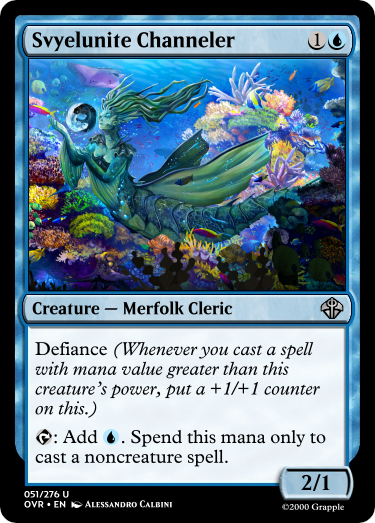 Svyelunite Channeler 1
Creature — Merfolk Cleric
Defiance (Whenever you cast a spell
with mana value greater than this
creature's power, put a +1/+1 counter
on this.)
: Add . Spend this mana only to
cast a noncreature spell.
2/1
051/276 U
OVR • EN Alessandro Calbini
©2000 Grapple